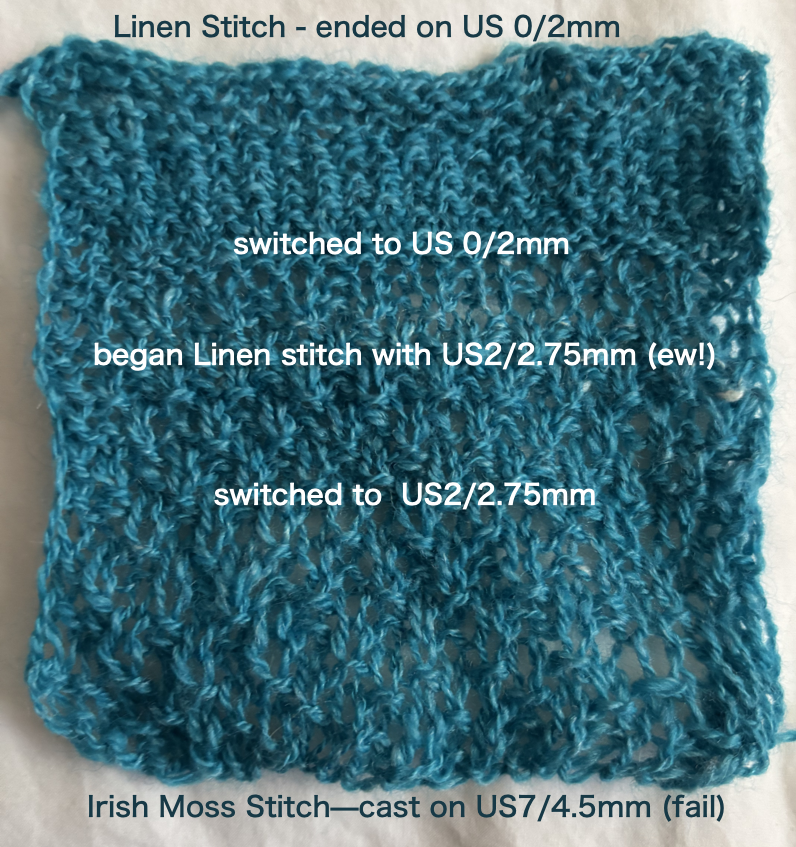 Linen Stitch - ended on US 0/2mm
switched to US 0/2mm
began Linen stitch with US2/2.75mm (ew!)
switched to  US2/2.75mm
Irish Moss Stitch—cast on US7/4.5mm (fail)